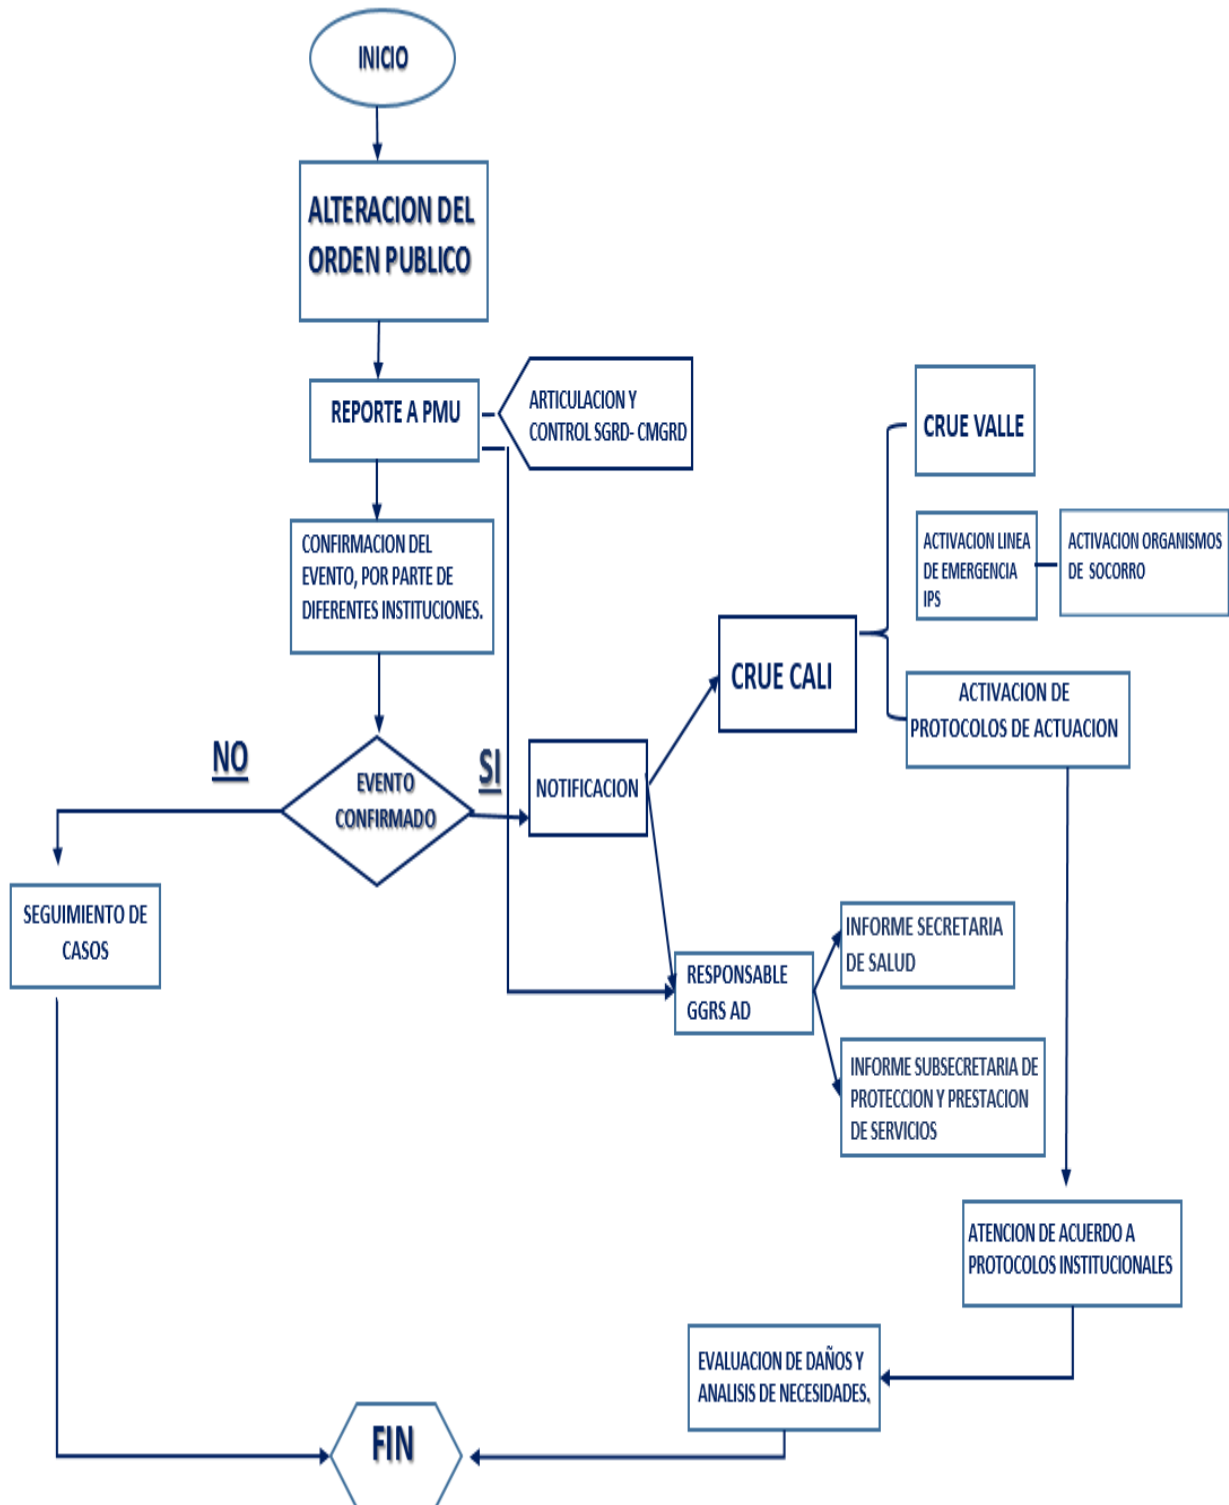 INICIO
ALTERACION DEL
ORDEN PUBLICO
REPORTE A PMU
ARTICULACION Y
CONTROL SGRD- CMGRD
CRUE VALLE
CONFIRMACION DEL
EVENTO, POR PARTE DE
DIFERENTES INSTITUCIONES.
ACTIVACION LINEA
DE EMERGENCIA
IPS
ACTIVACION ORGANISMOS
DE SOCORRO
CRUE CALI
ACTIVACION DE
PROTOCOLOS DE ACTUACION
NO
EVENTO
CONFIRMADO
SI
NOTIFICACION
SEGUIMIENTO DE
CASOS
RESPONSABLE
GGRS AD
INFORME SECRETARIA
DE SALUD
INFORME SUBSECRETARIA DE
PROTECCION Y PRESTACION
DE SERVICIOS
ATENCION DE ACUERDO A
PROTOCOLOS INSTITUCIONALES
EVALUACION DE DAÑOS Y
ANALISIS DE NECESIDADES.
FIN